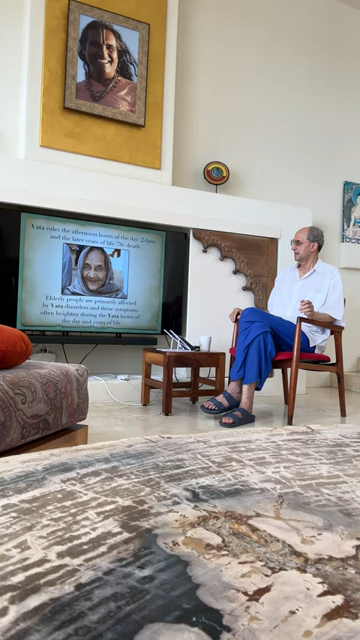 Vata rules the afternoon hours of the day (2-6pm)
and the later years of life (70- death)
Elderly people are primarily affected
by Vata disorders and these symptoms
often heighten during the Vata hours of
the day and years of life.